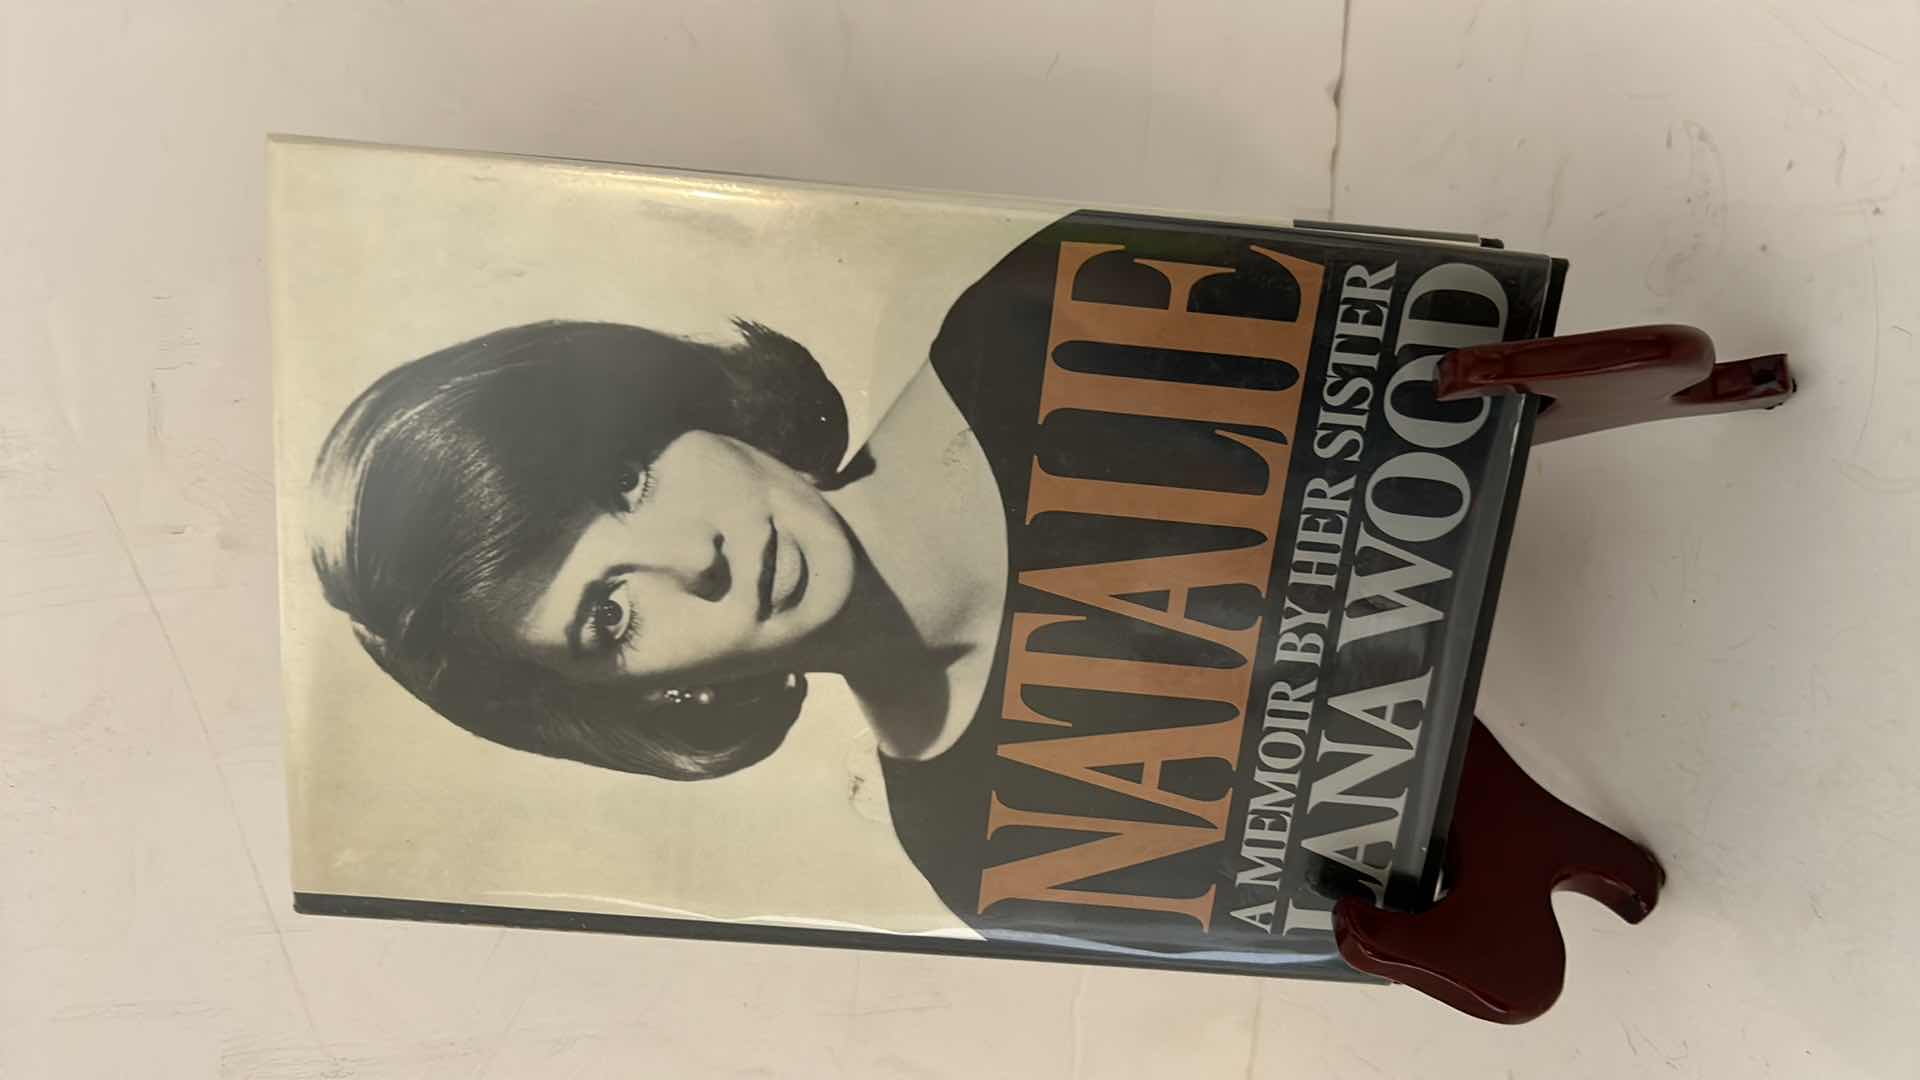 NATALIE
A MEMOIR BY HER SISTER
LANA WOOD